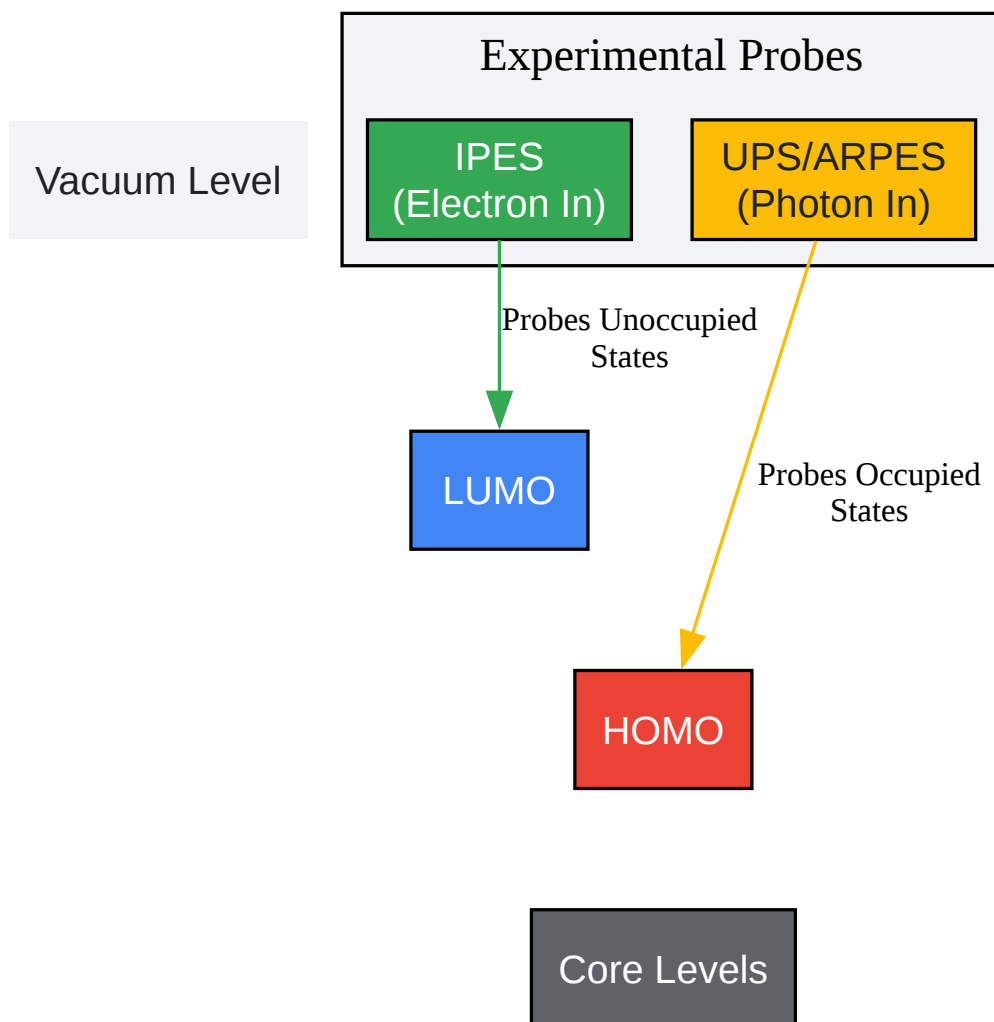 Experimental Probes
Vacuum Level
IPES
(Electron In)
UPS/ARPES
(Photon In)
Probes Unoccupied
States
LUMO
Probes Occupied
States
HOMO
Core Levels